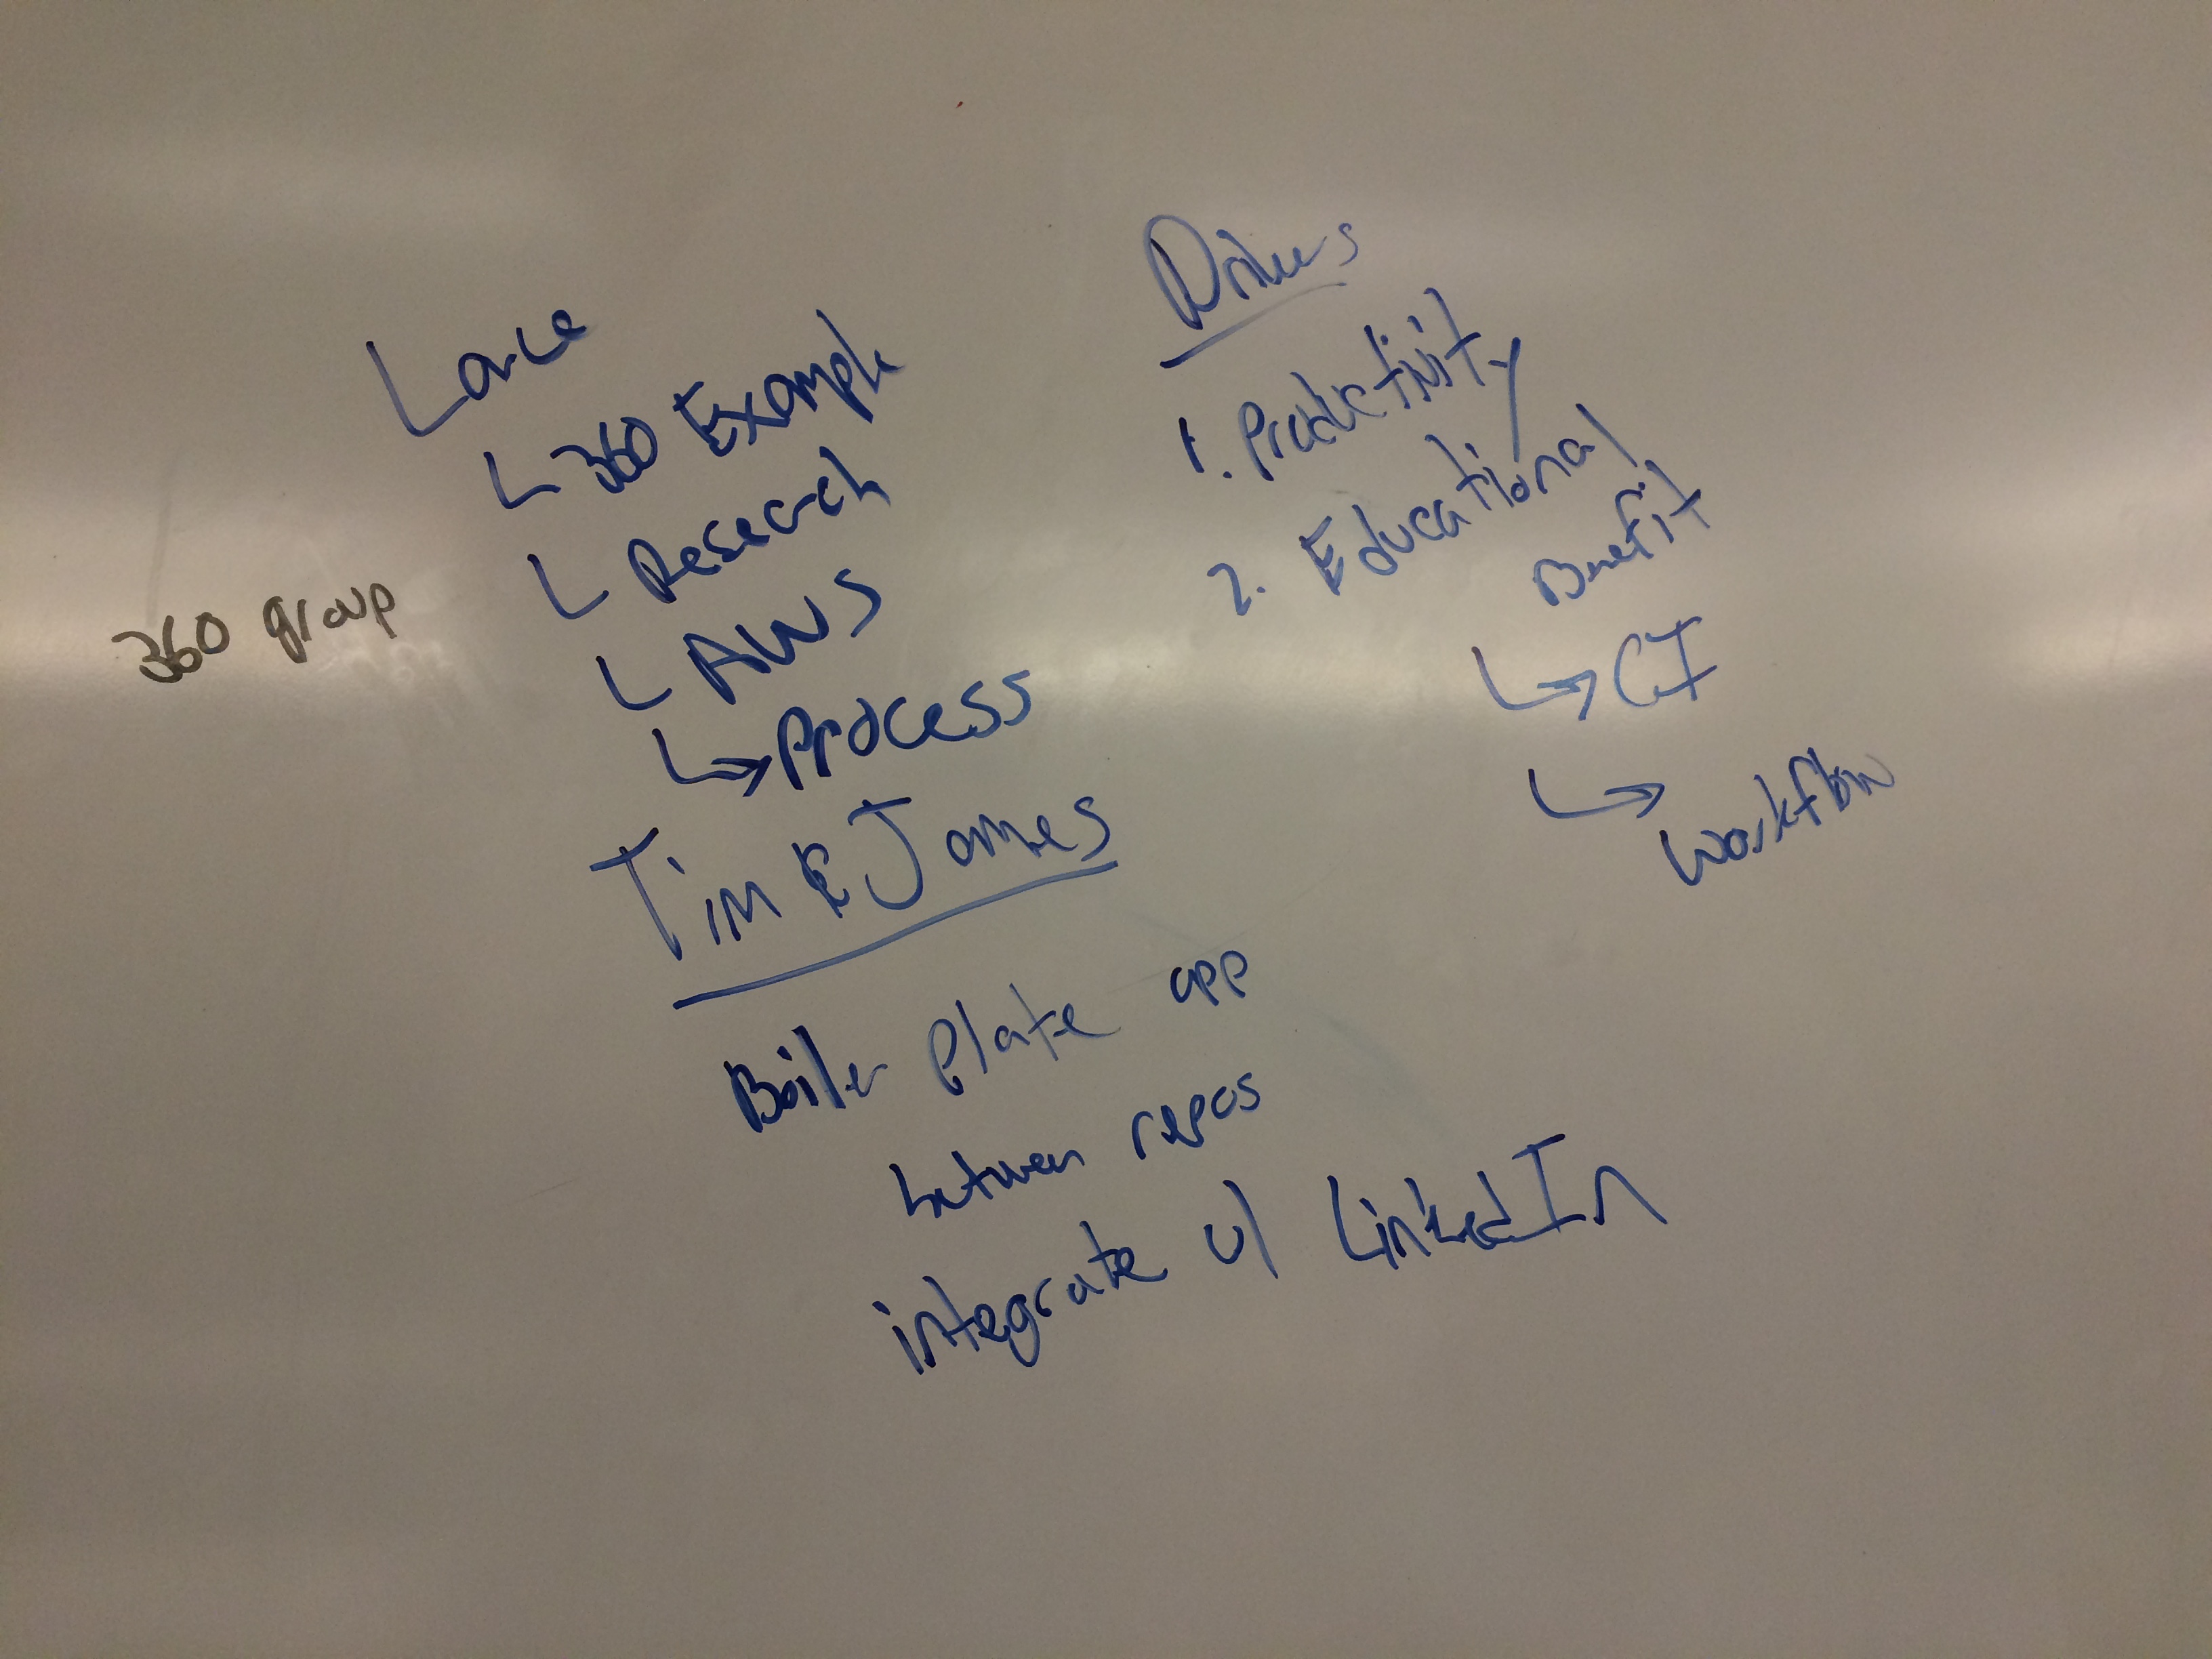 360 group
Lance
360 Example
Research
AWS
Process
Tim & James
Boiler Plate app
between repos
integrate w/ LinkedIn
Drivers
1. Productivity
2. Educational
Benefit
CI
Workflow